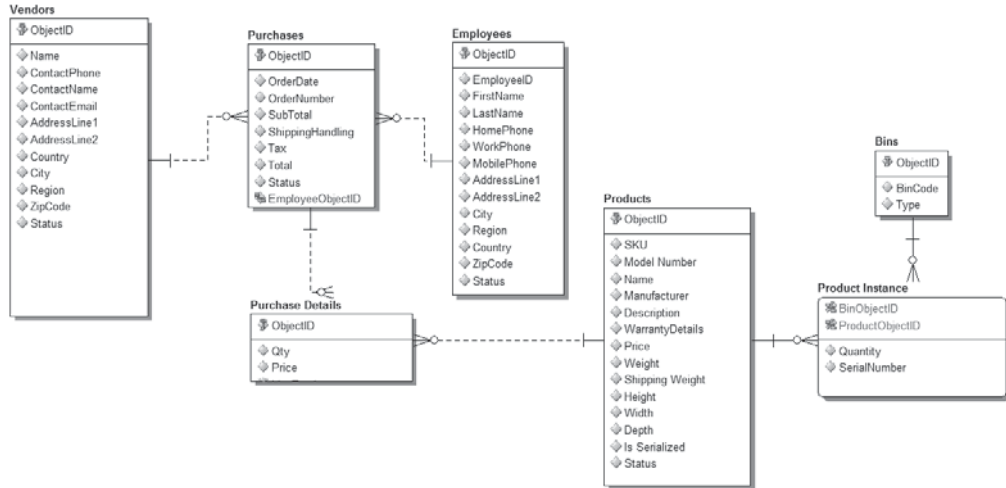 Vendors
ObjectID
Name
ContactPhone
ContactName
ContactEmail
AddressLine1
AddressLine2
Country
City
Region
ZipCode
Status
Purchases
ObjectID
OrderDate
OrderNumber
SubTotal
ShippingHandling
Tax
Total
Status
EmployeeObjectID
Employees
ObjectID
EmployeeID
FirstName
LastName
HomePhone
WorkPhone
MobilePhone
AddressLine1
AddressLine2
City
Region
Country
ZipCode
Status
Purchase Details
ObjectID
Qty
Price
Products
ObjectID
SKU
Model Number
Name
Manufacturer
Description
WarrantyDetails
Price
Weight
Shipping Weight
Height
Width
Depth
Is Serialized
Status
Bins
ObjectID
BinCode
Type
Product Instance
BinObjectID
ProductObjectID
Quantity
SerialNumber